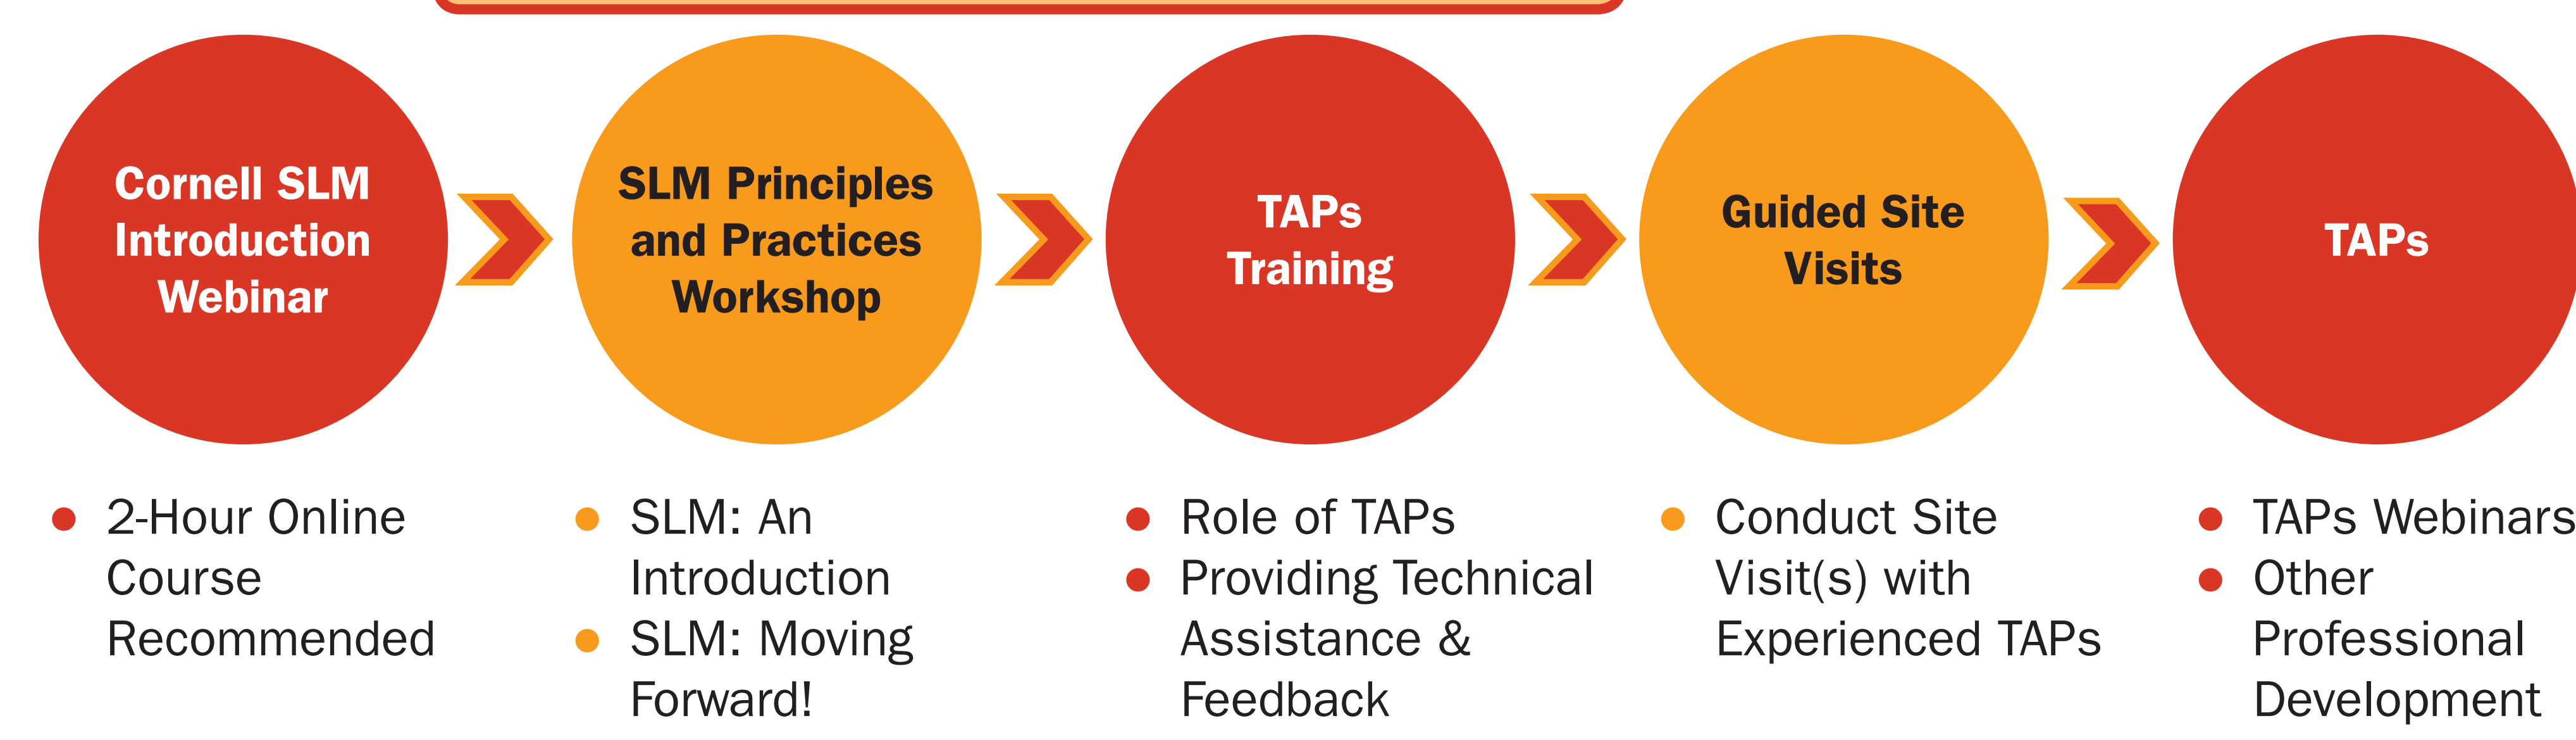 Cornell SLM
Introduction
Webinar
SLM Principles
and Practices
Workshop
TAPs
Training
Guided Site
Visits
TAPs
• 2-Hour Online
Course
Recommended
• SLM: An
Introduction
• SLM: Moving
Forward!
• Role of TAPs
• Providing Technical
Assistance &
Feedback
• Conduct Site
Visit(s) with
Experienced TAPs
• TAPs Webinars
• Other
Professional
Development